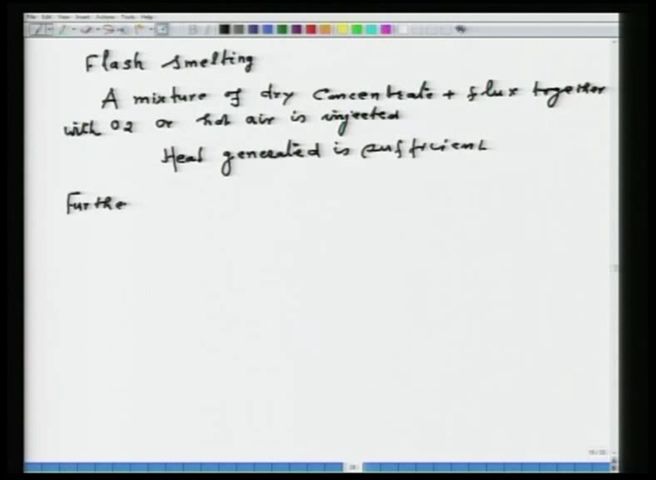 Flash smelting
A mixture of dry concentrate + flux together
with O2 or hot air is injected
Heat generated is sufficient
Furthe